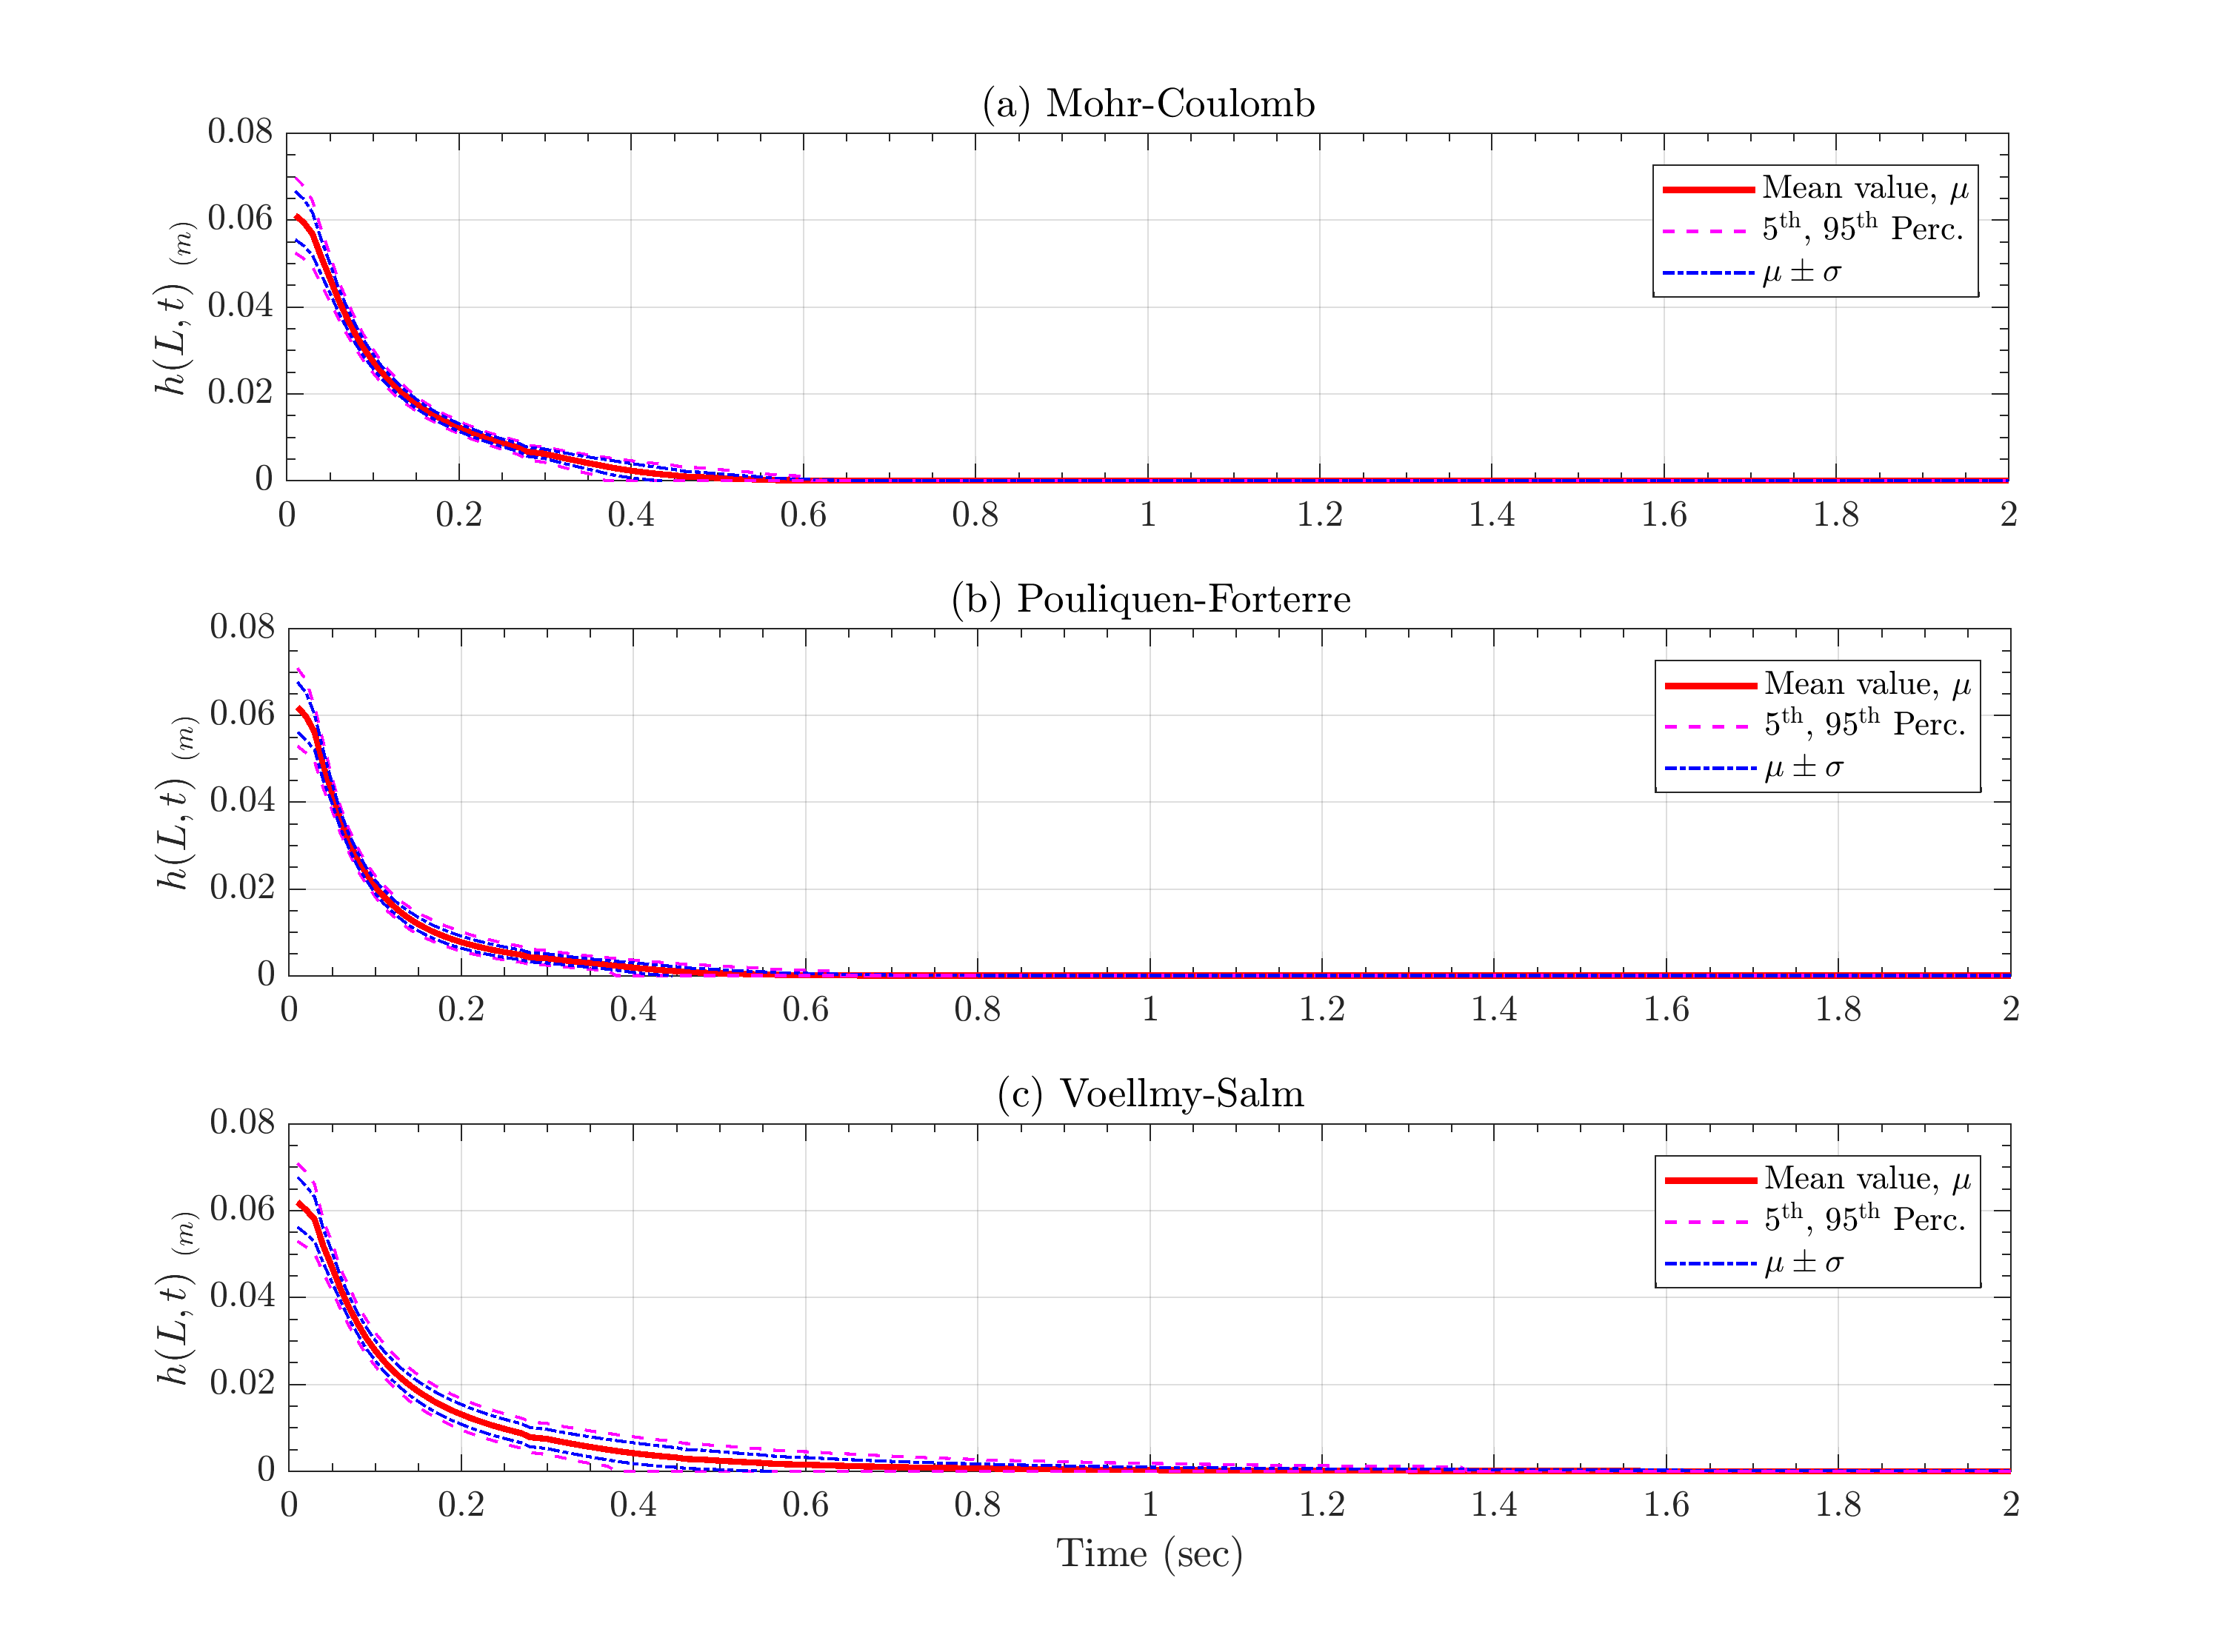 (a) Mohr-Coulomb
0.08
0.06
0.04
0.02
0
h(L, t) (m)
Mean value, μ
5th, 95th Perc.
μ ± σ
0 0.2 0.4 0.6 0.8 1 1.2 1.4 1.6 1.8 2
(b) Pouliquen-Forterre
0.08
0.06
0.04
0.02
0
h(L, t) (m)
Mean value, μ
5th, 95th Perc.
μ ± σ
0 0.2 0.4 0.6 0.8 1 1.2 1.4 1.6 1.8 2
(c) Voellmy-Salm
0.08
0.06
0.04
0.02
0
h(L, t) (m)
Mean value, μ
5th, 95th Perc.
μ ± σ
0 0.2 0.4 0.6 0.8 1 1.2 1.4 1.6 1.8 2
Time (sec)